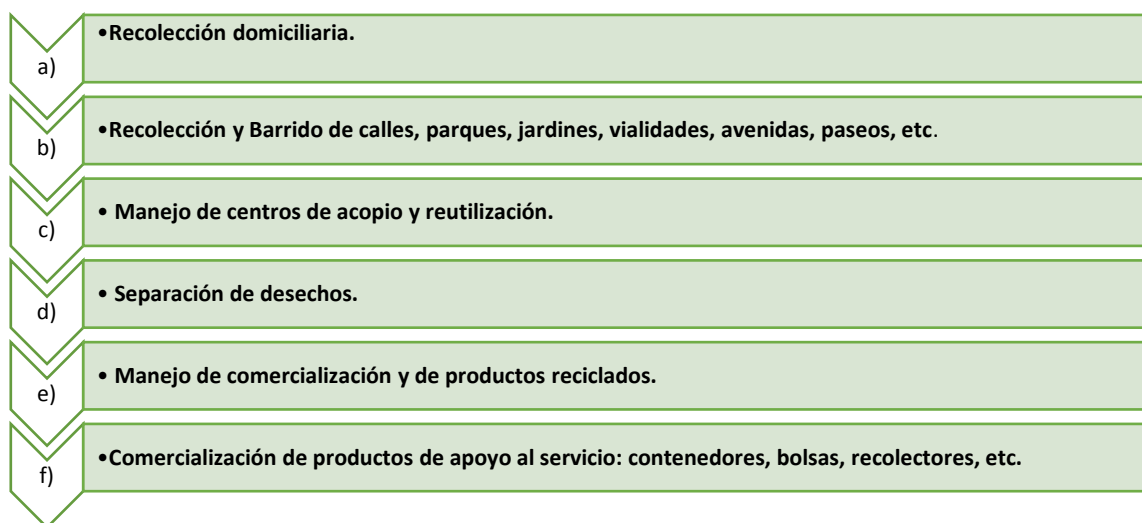 a) •Recolección domiciliaria.
b) •Recolección y Barrido de calles, parques, jardines, vialidades, avenidas, paseos, etc.
c) • Manejo de centros de acopio y reutilización.
d) • Separación de desechos.
e) • Manejo de comercialización y de productos reciclados.
f) •Comercialización de productos de apoyo al servicio: contenedores, bolsas, recolectores, etc.